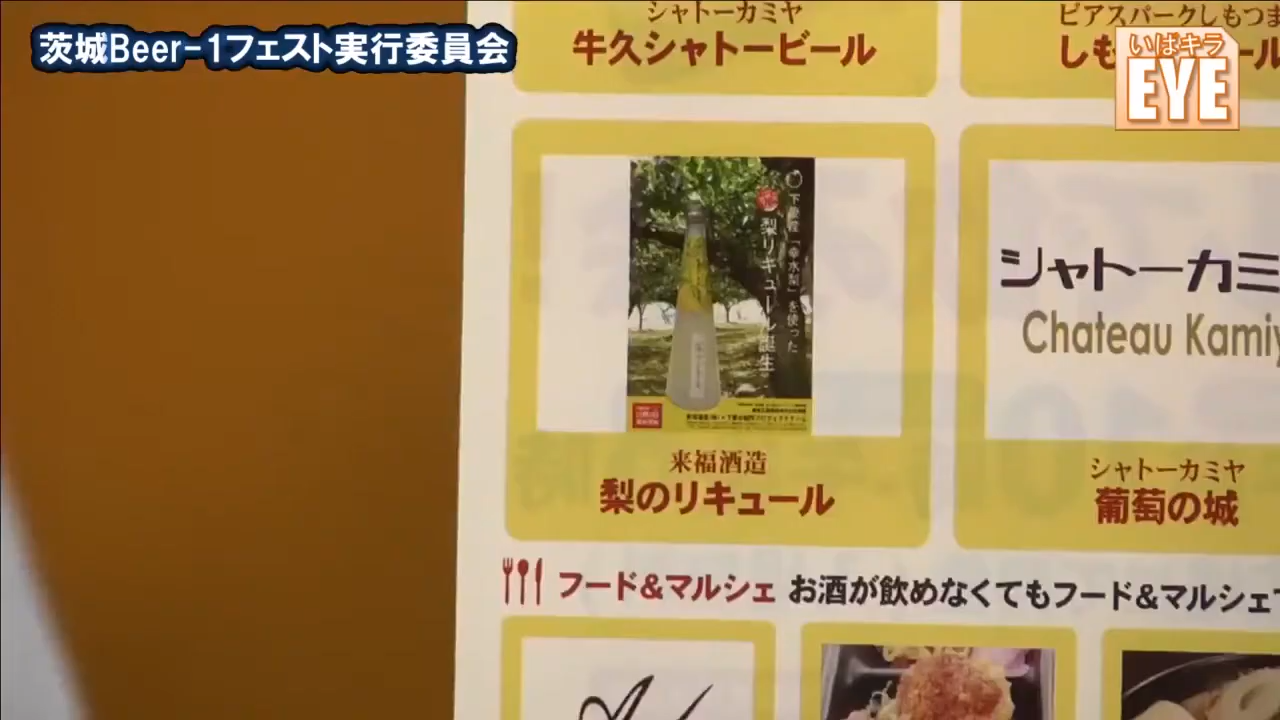 茨城Beer-1フェスト実行委員会
いばキラ
EYE
シャトーカミヤ
牛久シャトービール
ビアスパークしもつま
しも
ール
下妻産「幸水梨」を使った
梨リキュール誕生
シャトーカミ
Chateau Kamiy
来福酒造
梨のリキュール
シャトーカミヤ
葡萄の城
フード&マルシェ お酒が飲めなくてもフード&マルシェ